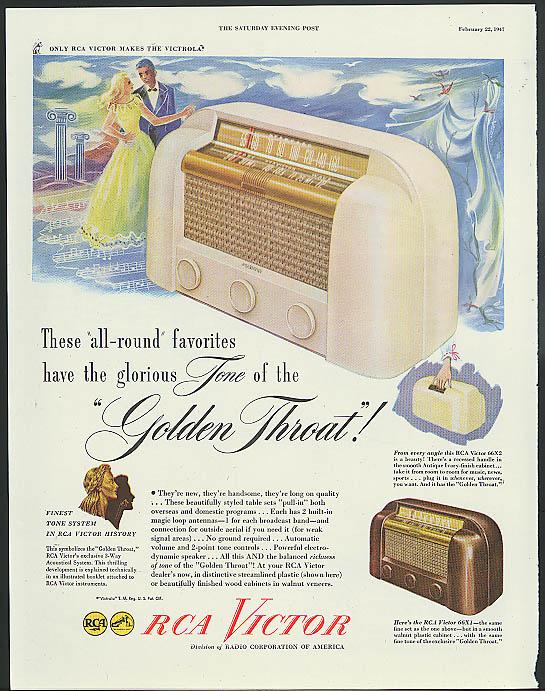 THE SATURDAY EVENING POST
February 22, 1947
ONLY RCA VICTOR MAKES THE VICTROLA*
These "all-round" favorites
have the glorious Tone of the
"Golden Throat"!
From every angle this RCA Victor 66X2
is a beauty! There's a recessed handle in
the smooth Antique Ivory-finish cabinet...
take it from room to room for music, news,
sports . . . plug it in whenever, wherever,
you want. And it has the "Golden Throat."
FINEST
TONE SYSTEM
IN RCA VICTOR HISTORY
This symbolizes the "Golden Throat,"
RCA Victor's exclusive 3-Way
Acoustical System. This thrilling
development is explained technically
in an illustrated booklet attached to
RCA Victor instruments.
• They're new, they're handsome, they're long on quality
. . . These beautifully styled table sets "pull-in" both
overseas and domestic programs . . . Each has 2 built-in
magic loop antennas—1 for each broadcast band—and
connection for outside aerial if you need it (for weak
signal areas) . . . No ground required . . . Automatic
volume and 2-point tone controls . . . Powerful electro-
dynamic speaker . . . All this AND the balanced richness
of tone of the "Golden Throat"! At your RCA Victor
dealer's now, in distinctive streamlined plastic (shown here)
or beautifully finished wood cabinets in walnut veneers.
*"Victrola" T. M. Reg. U. S. Pat. Off.
RCA
RCA VICTOR
Division of RADIO CORPORATION OF AMERICA
Here's the RCA Victor 66X1—the same
fine set as the one above—but in a smooth
walnut plastic cabinet . . . with the same
fine tone of the exclusive "Golden Throat."